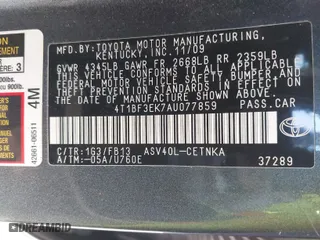 MFD. BY: TOYOTA MOTOR MANUFACTURING,
KENTUCKY, INC. 11/09
GVWR 4345LB GAWR FR 2668LB RR 2359LB
THIS VEHICLE CONFORMS TO ALL APPLICABLE
FEDERAL MOTOR VEHICLE SAFETY, BUMPER, AND
THEFT PREVENTION STANDARDS IN EFFECT ON
THE DATE OF MANUFACTURE SHOWN ABOVE.
4T1BF3EK7AU077859 PASS.CAR
C/TR:1G3/FB13 ASV40L-CETNKA
A/TM:-05A/U760E
TOYOTA
37289
4M
42661-06511
3